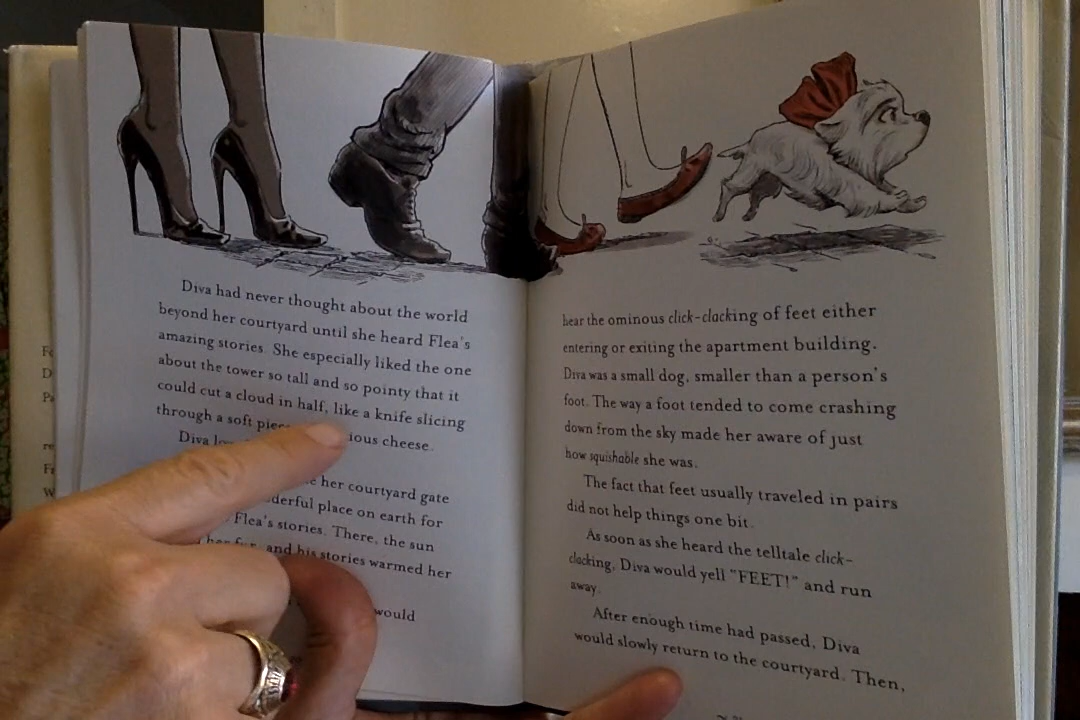 Diva had never thought about the world
beyond her courtyard until she heard Flea's
amazing stories. She especially liked the one
about the tower so tall and so pointy that it
could cut a cloud in half, like a knife slicing
through a soft cheese.
Diva
her courtyard gate
place on earth for
Flea's stories. There, the sun
her fur, and his stories warmed her
would
hear the ominous click-clacking of feet either
entering or exiting the apartment building.
Diva was a small dog, smaller than a person's
foot. The way a foot tended to come crashing
down from the sky made her aware of just
how squishable she was.
The fact that feet usually traveled in pairs
did not help things one bit.
As soon as she heard the telltale click-
clacking, Diva would yell "FEET!" and run
away.
After enough time had passed, Diva
would slowly return to the courtyard. Then,